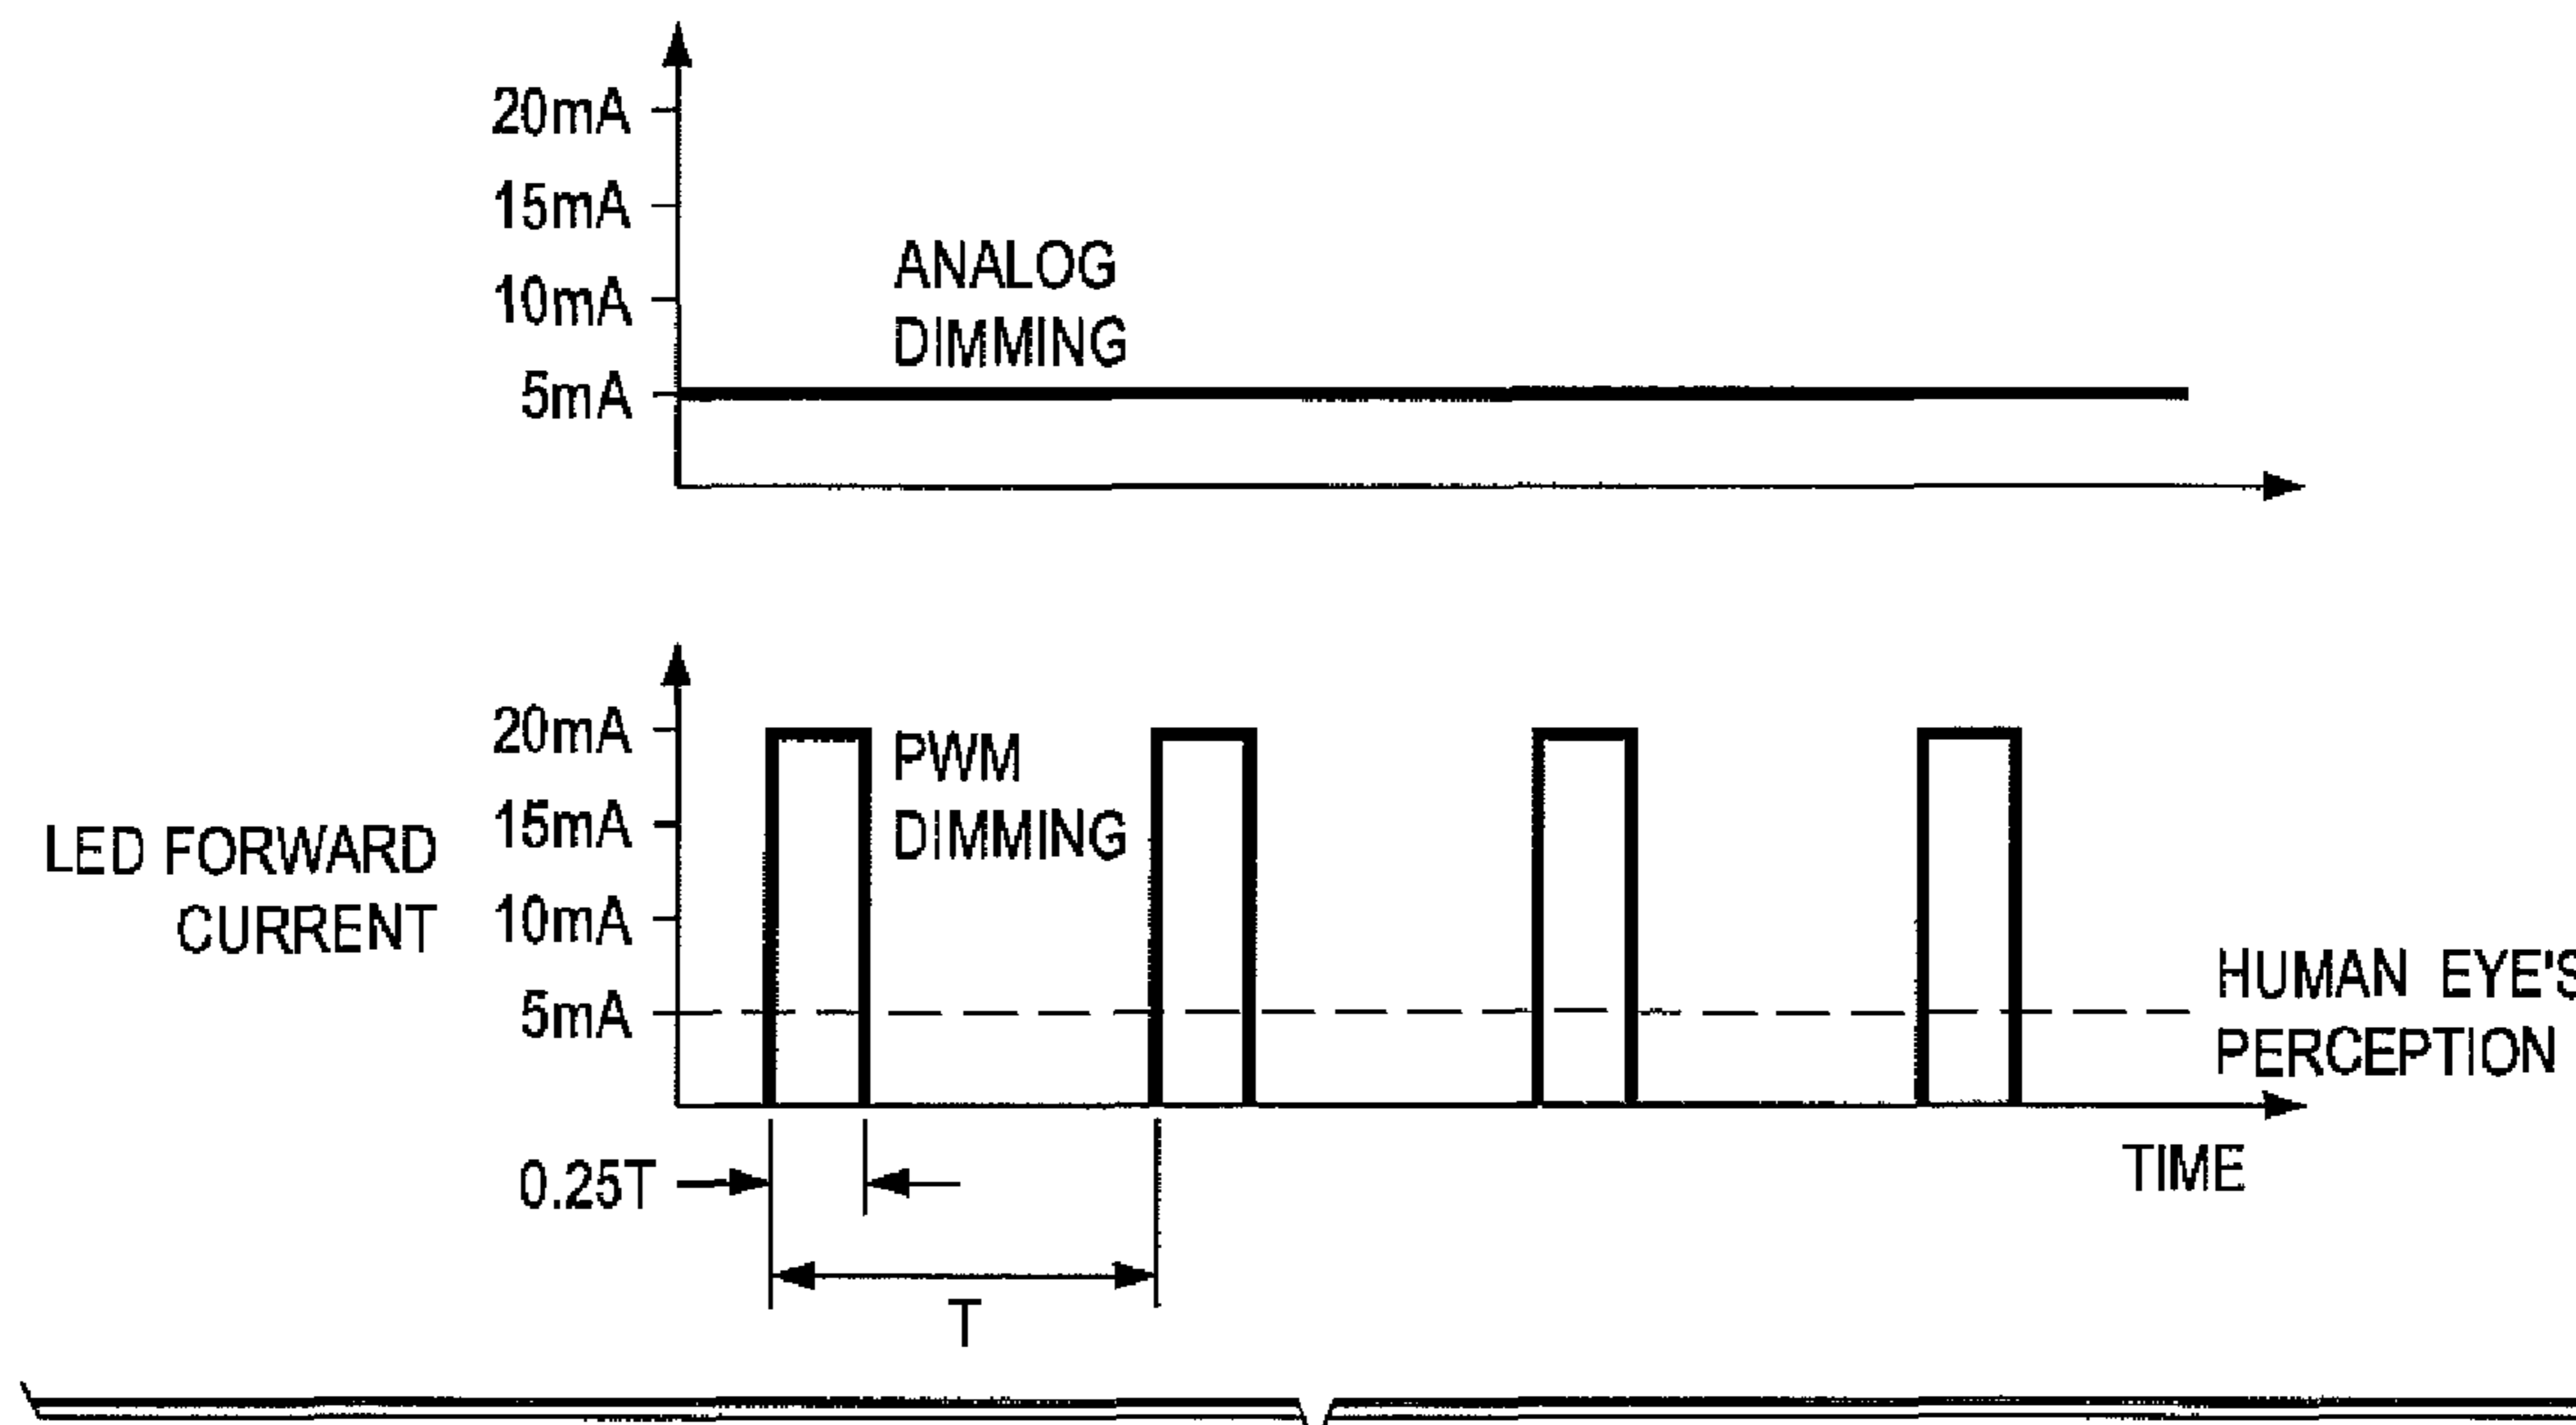 20mA
15mA
10mA
5mA
ANALOG
DIMMING
LED FORWARD
CURRENT
20mA
15mA
10mA
5mA
PWM
DIMMING
HUMAN EYE'S
PERCEPTION
TIME
0.25T
T